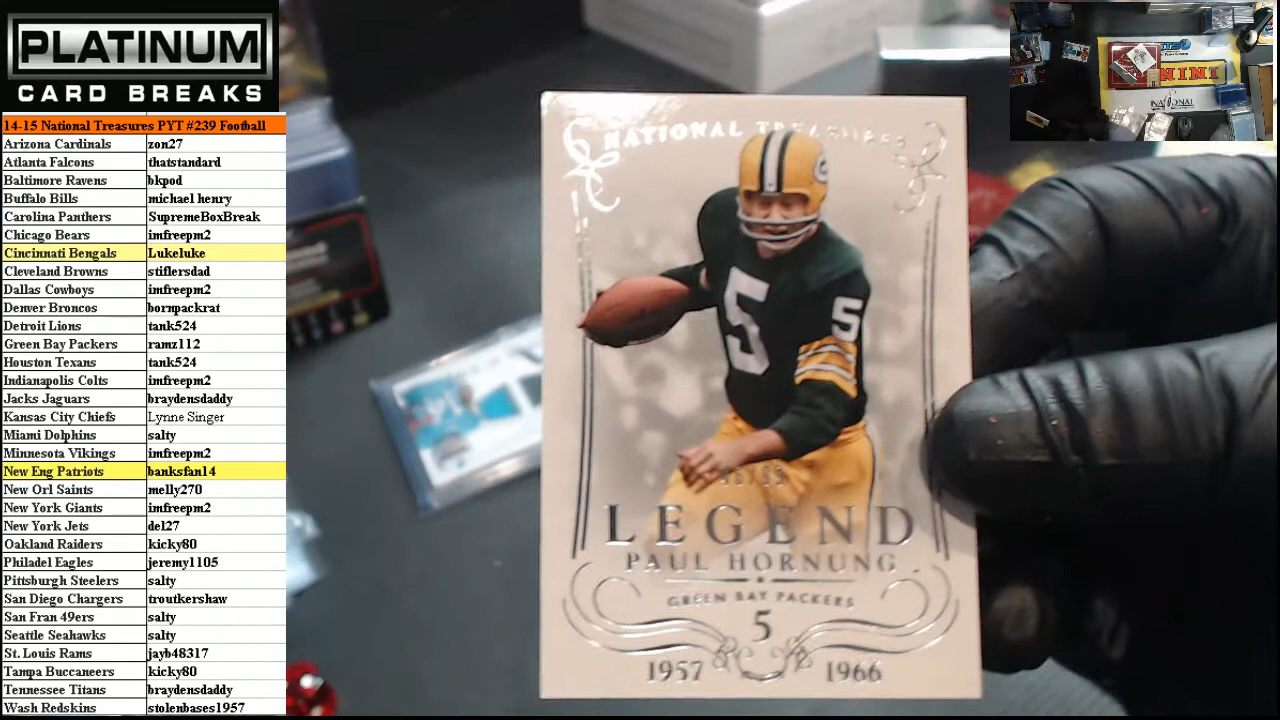 PLATINUM
CARD BREAKS
14-15 National Treasures PYT #239 Football
Arizona Cardinals zon27
Atlanta Falcons thatstandard
Baltimore Ravens bkpod
Buffalo Bills michael henry
Carolina Panthers SupremeBoxBreak
Chicago Bears imfreepm2
Cincinnati Bengals Lukeluke
Cleveland Browns stiflersdad
Dallas Cowboys imfreepm2
Denver Broncos bornpackrat
Detroit Lions tank524
Green Bay Packers ramz112
Houston Texans tank524
Indianapolis Colts imfreepm2
Jacks Jaguars braydensdaddy
Kansas City Chiefs Lynne Singer
Miami Dolphins salty
Minnesota Vikings imfreepm2
New Eng Patriots banksfan14
New Orl Saints melly270
New York Giants imfreepm2
New York Jets del27
Oakland Raiders kicky80
Philadel Eagles jeremy1105
Pittsburgh Steelers salty
San Diego Chargers troutkershaw
San Fran 49ers salty
Seattle Seahawks salty
St. Louis Rams jayb48317
Tampa Buccaneers kicky80
Tennessee Titans braydensdaddy
Wash Redskins stolenbases1957
NATIONAL TREASURES
G
5 5
LEGEND
PAUL HORNUNG
GREEN BAY PACKERS
5
1957 1966
PANINI
NATIONAL